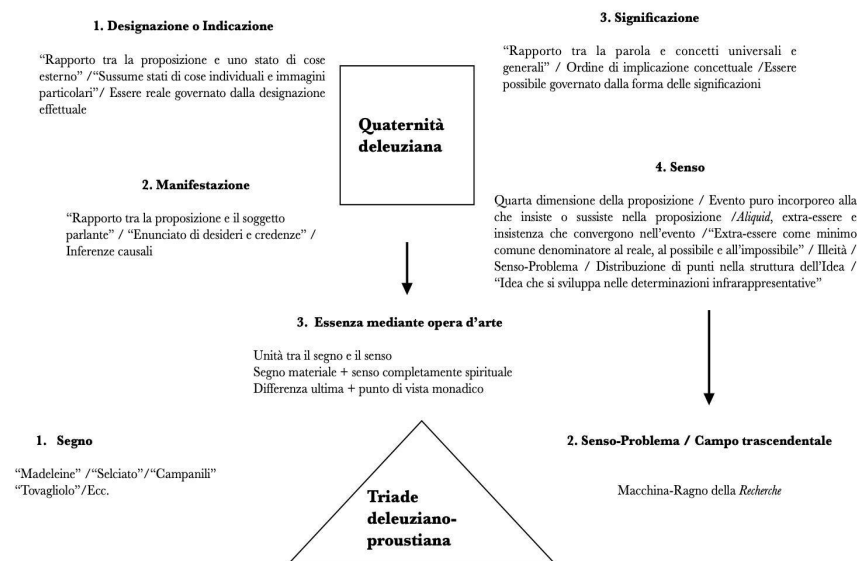 1. Designazione o Indicazione
“Rapporto tra la proposizione e uno stato di cose
esterno” /“Sussume stati di cose individuali e immagini
particolari”/ Essere reale governato dalla designazione
effettuale
3. Significazione
“Rapporto tra la parola e concetti universali e
generali” / Ordine di implicazione concettuale /Essere
possibile governato dalla forma delle significazioni
Quaternità
deleuziana
2. Manifestazione
“Rapporto tra la proposizione e il soggetto
parlante” / “Enunciato di desideri e credenze” /
Inferenze causali
4. Senso
Quarta dimensione della proposizione / Evento puro incorporeo alla
che insiste o sussiste nella proposizione /Aliquid, extra-essere e
insistenza che convergono nell’evento /“Extra-essere come minimo
comune denominatore al reale, al possibile e all’impossibile” / Illeità /
Senso-Problema / Distribuzione di punti nella struttura dell’Idea /
“Idea che si sviluppa nelle determinazioni infrarappresentative”
3. Essenza mediante opera d’arte
Unità tra il segno e il senso
Segno materiale + senso completamente spirituale
Differenza ultima + punto di vista monadico
1. Segno
“Madeleine” /“Selciato”/“Campanili”
“Tovagliolo”/Ecc.
2. Senso-Problema / Campo trascendentale
Macchina-Ragno della Recherche
Triade
deleuziano-
proustiana